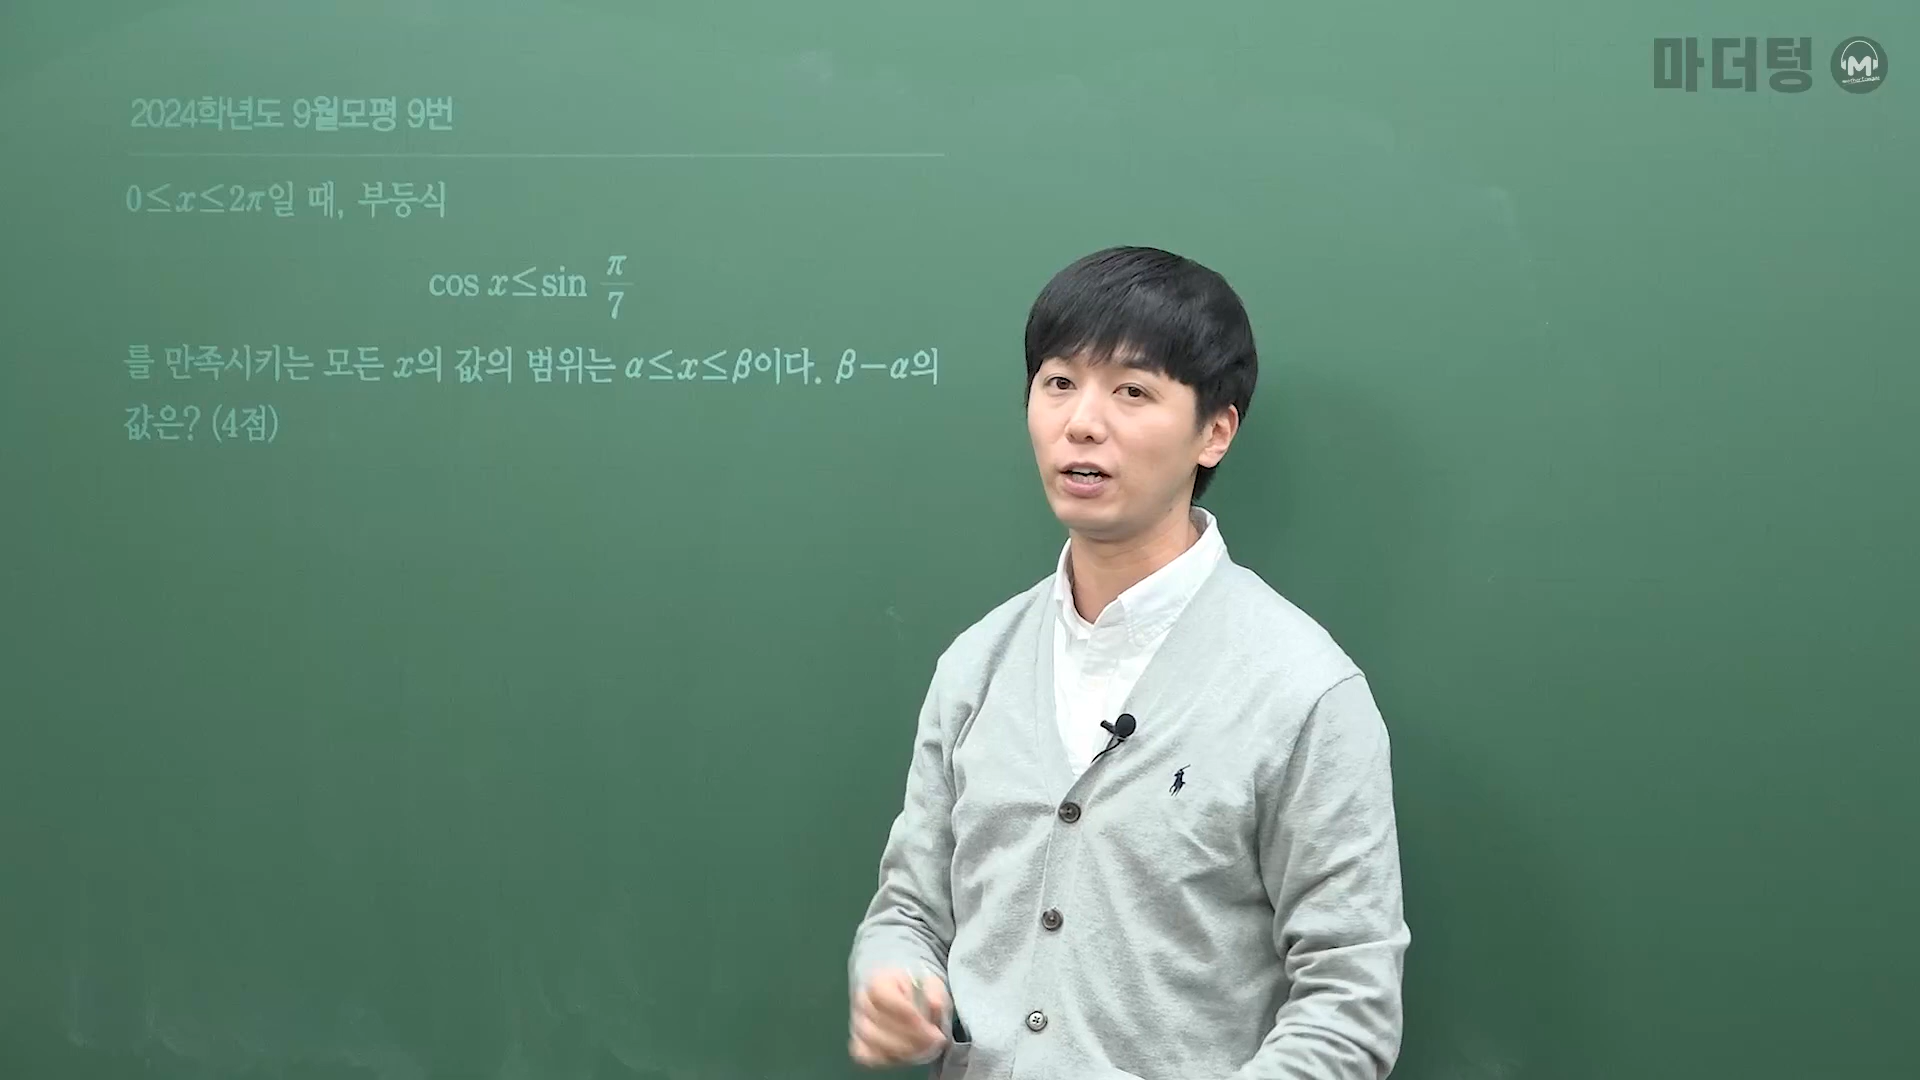 마더텅 M
2024학년도 9월모평 9번
0≤x≤2π일 때, 부등식
cos x≤sin π/7
를 만족시키는 모든 x의 값의 범위는 α≤x≤β이다. β−α의
값은? (4점)